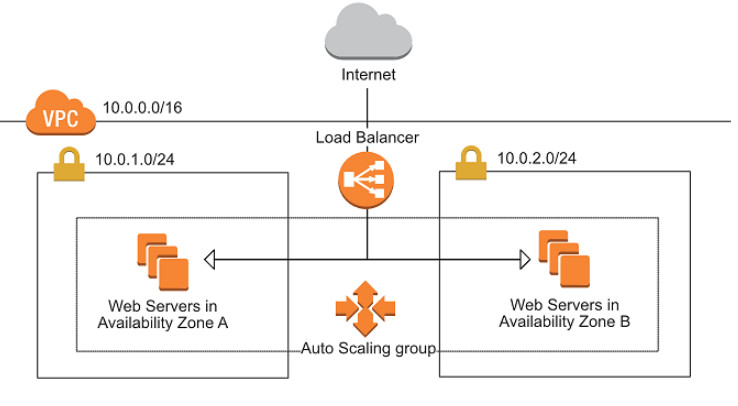 Internet
VPC
10.0.0.0/16
Load Balancer
10.0.1.0/24
10.0.2.0/24
Web Servers in
Availability Zone A
Web Servers in
Availability Zone B
Auto Scaling group